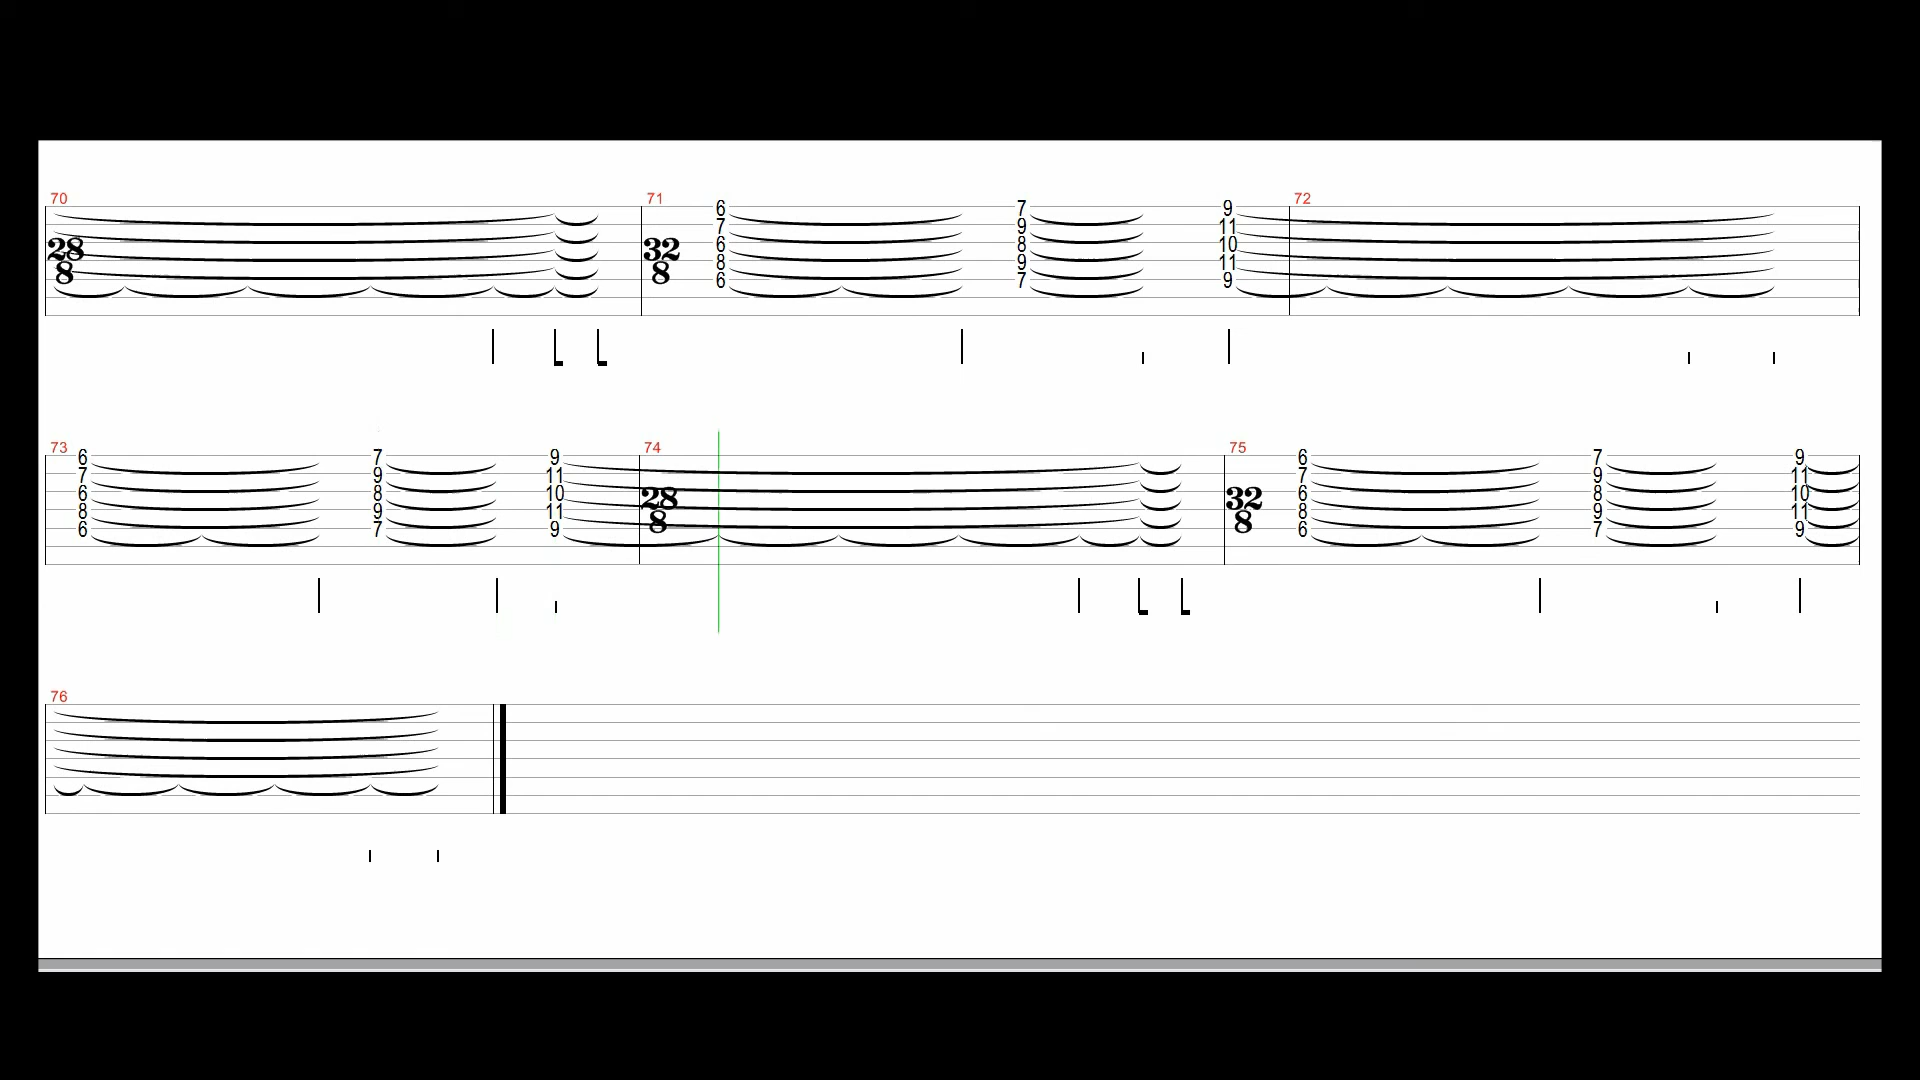 70 71 72
6 7 9
7 9 11
28 32 6 8 10
8 8 8 9 11
6 7 9
73 74 75
6 7 9 6 7 9
7 9 11 7 9 11
6 8 10 28 32 6 8 10
8 9 11 8 8 8 9 11
6 7 9 6 7 9
76